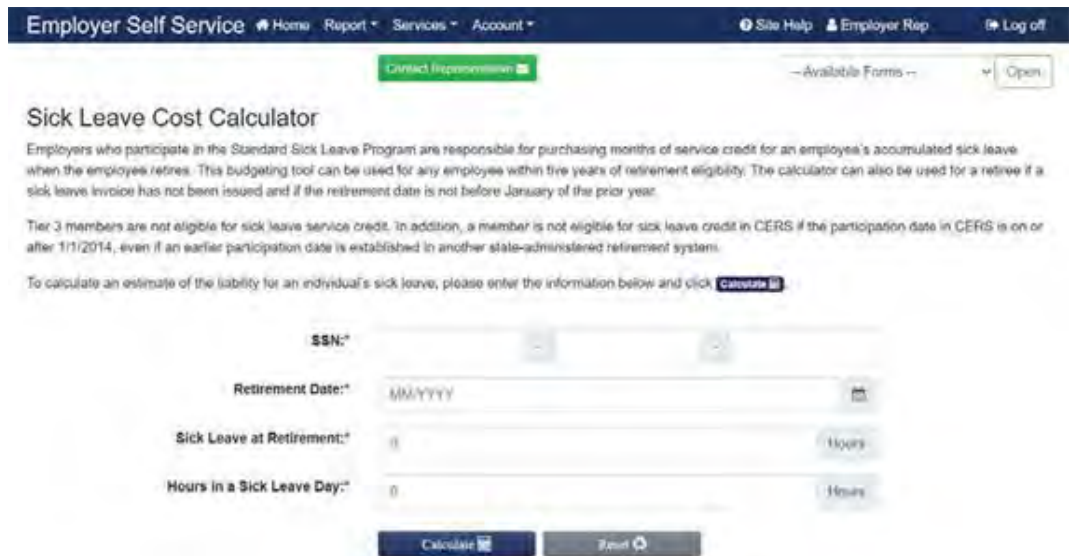 Employer Self Service Home Report Services Account Site Help Employer Rep Log off
Contact Representative -- Available Forms -- Open
Sick Leave Cost Calculator
Employers who participate in the Standard Sick Leave Program are responsible for purchasing months of service credit for an employee's accumulated sick leave
when the employee retires. This budgeting tool can be used for any employee within five years of retirement eligibility. The calculator can also be used for a retiree if a
sick leave invoice has not been issued and if the retirement date is not before January of the prior year.
Tier 3 members are not eligible for sick leave service credit. In addition, a member is not eligible for sick leave credit in CERS if the participation date in CERS is on or
after 1/1/2014, even if an earlier participation date is established in another state-administered retirement system.
To calculate an estimate of the liability for an individual's sick leave, please enter the information below and click Calculate.
SSN:* - -
Retirement Date:* MM/YYYY
Sick Leave at Retirement:* 0 Hours
Hours in a Sick Leave Day:* 0 Hours
Calculate Reset